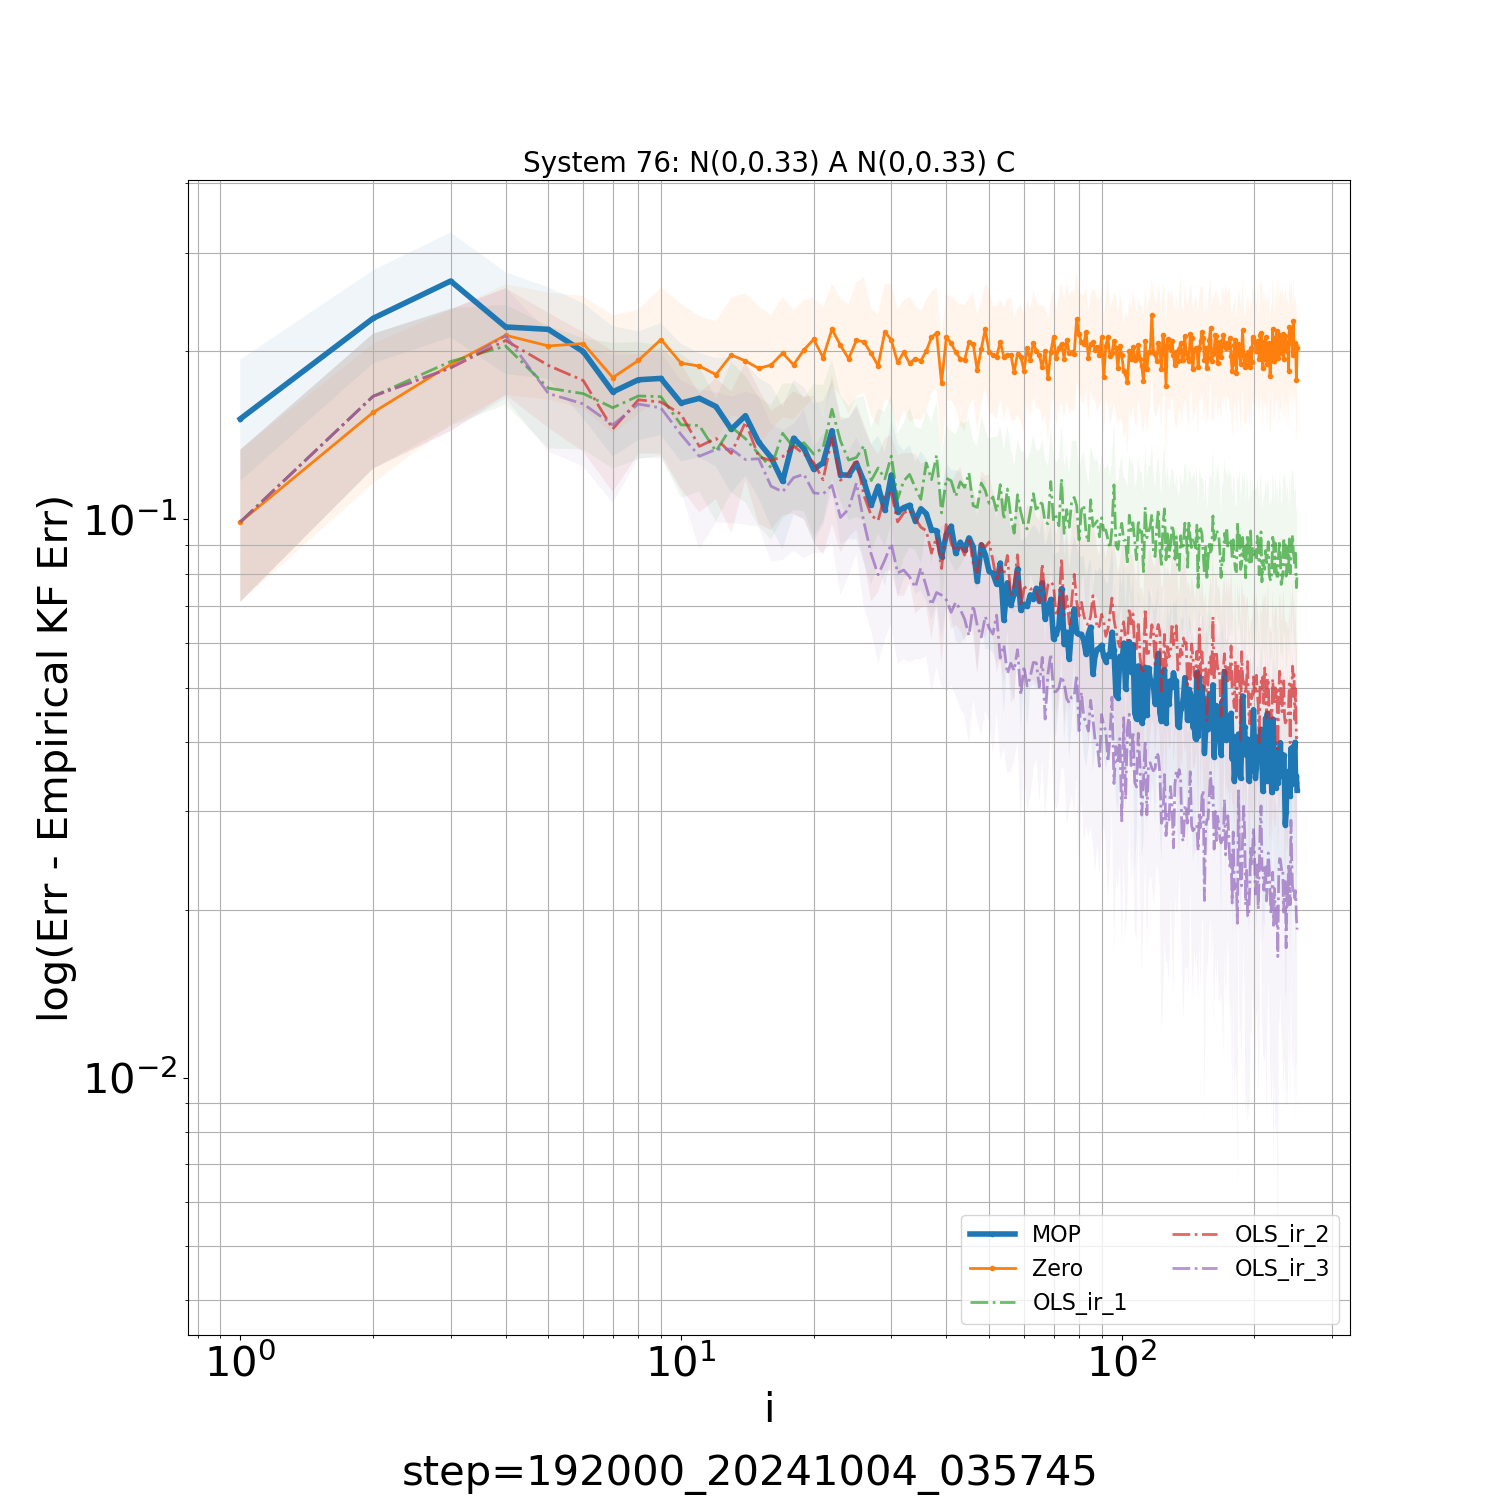 System 76: N(0,0.33) A N(0,0.33) C
log(Err - Empirical KF Err)
10⁻¹
10⁻²
MOP
Zero
OLS_ir_1
OLS_ir_2
OLS_ir_3
10⁰ 10¹ 10²
i
step=192000_20241004_035745